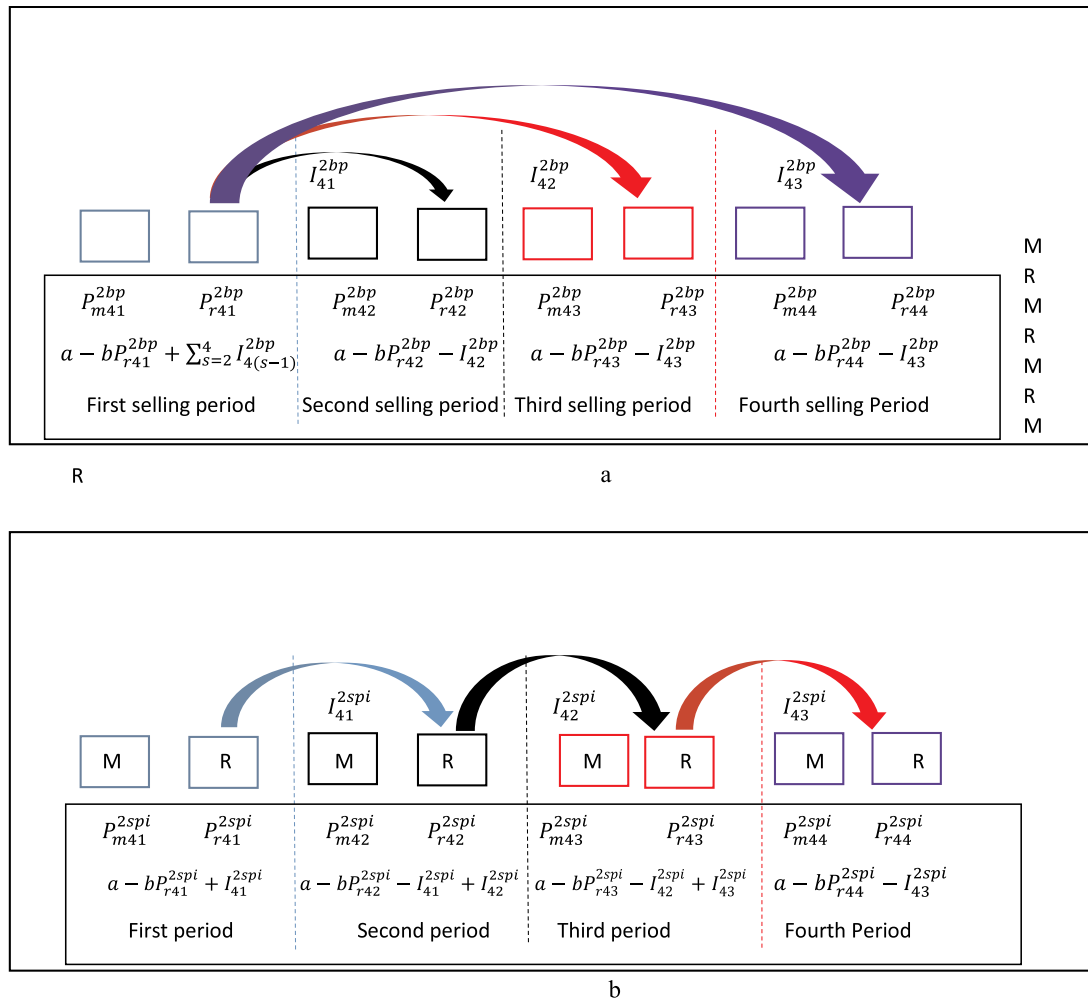 I_{41}^{2bp} I_{42}^{2bp} I_{43}^{2bp}
P_{m41}^{2bp} P_{r41}^{2bp} P_{m42}^{2bp} P_{r42}^{2bp} P_{m43}^{2bp} P_{r43}^{2bp} P_{m44}^{2bp} P_{r44}^{2bp}
a − bP_{r41}^{2bp} + ∑_{s=2}^{4} I_{4(s−1)}^{2bp} a − bP_{r42}^{2bp} − I_{42}^{2bp} a − bP_{r43}^{2bp} − I_{43}^{2bp} a − bP_{r44}^{2bp} − I_{43}^{2bp}
First selling period Second selling period Third selling period Fourth selling Period
M
R
M
R
M
R
M
R
a
I_{41}^{2spi} I_{42}^{2spi} I_{43}^{2spi}
M R M R M R M R
P_{m41}^{2spi} P_{r41}^{2spi} P_{m42}^{2spi} P_{r42}^{2spi} P_{m43}^{2spi} P_{r43}^{2spi} P_{m44}^{2spi} P_{r44}^{2spi}
a − bP_{r41}^{2spi} + I_{41}^{2spi} a − bP_{r42}^{2spi} − I_{41}^{2spi} + I_{42}^{2spi} a − bP_{r43}^{2spi} − I_{42}^{2spi} + I_{43}^{2spi} a − bP_{r44}^{2spi} − I_{43}^{2spi}
First period Second period Third period Fourth Period
b